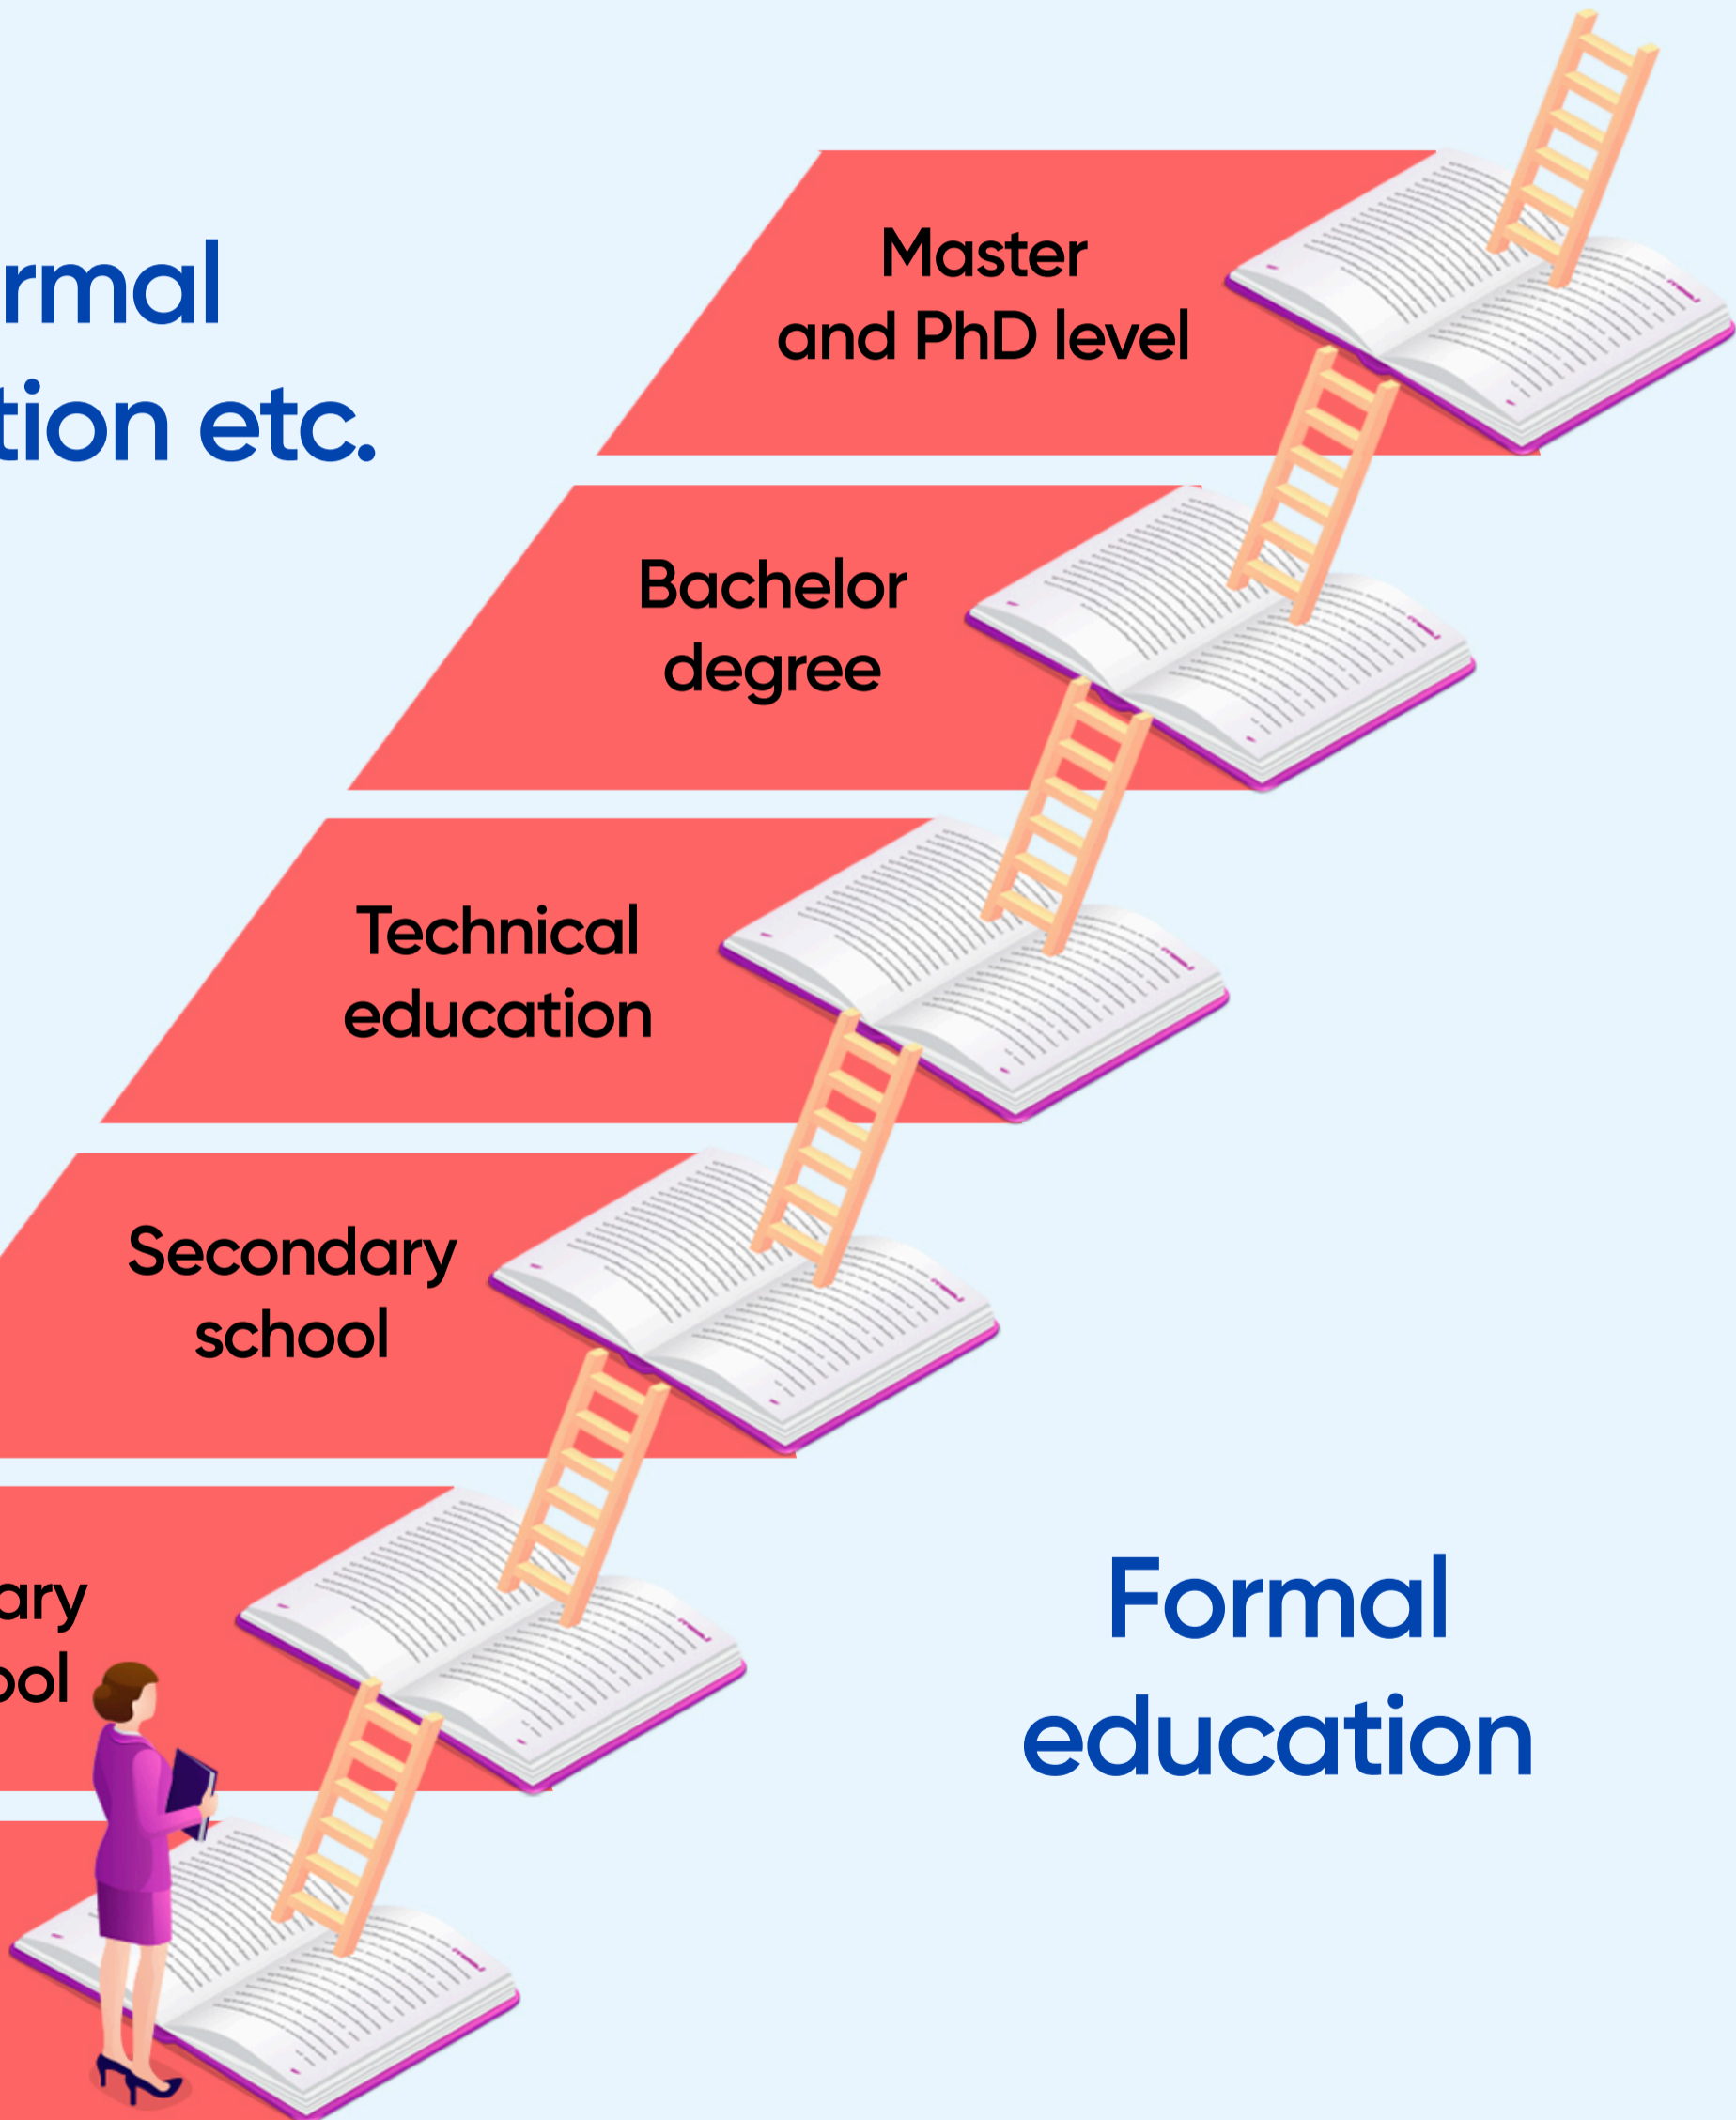 rmal
tion etc.
Master
and PhD level
Bachelor
degree
Technical
education
Secondary
school
ary
ool
Formal
education